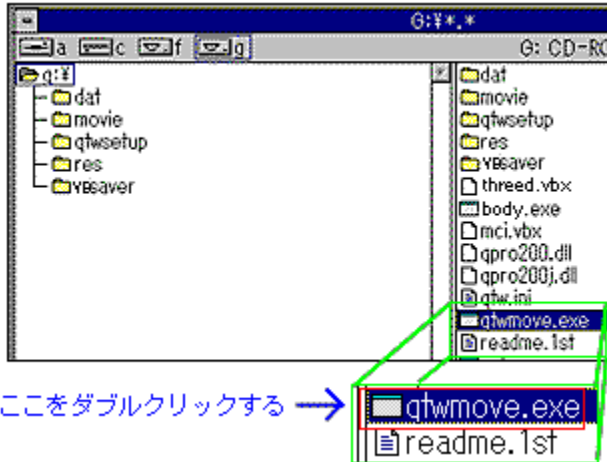 G:¥*.*
a c f g
G: CD-RO
g:¥
dat
movie
qtwsetup
res
VBSAVER
dat
movie
qtwsetup
res
VBSAVER
threed.vbx
body.exe
mci.vbx
qpro200.dll
qpro200j.dll
qtw.ini
qtwmove.exe
readme.1st
ここをダブルクリックする
qtwmove.exe
readme.1st